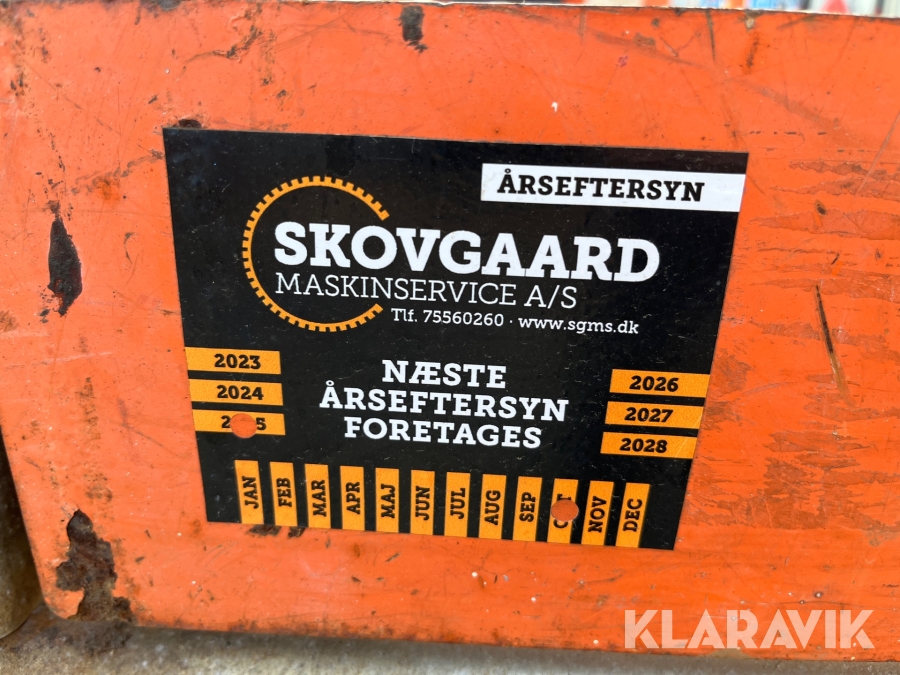 ÅRSEFTERSYN
SKOVGAARD
MASKINSERVICE A/S
Tlf. 75560260 · www.sgms.dk
NÆSTE
ÅRSEFTERSYN
FORETAGES
2023
2024
2026
2027
2028
JAN
FEB
MAR
APR
MAJ
JUN
JUL
AUG
SEP
NOV
DEC
KLARAVIK